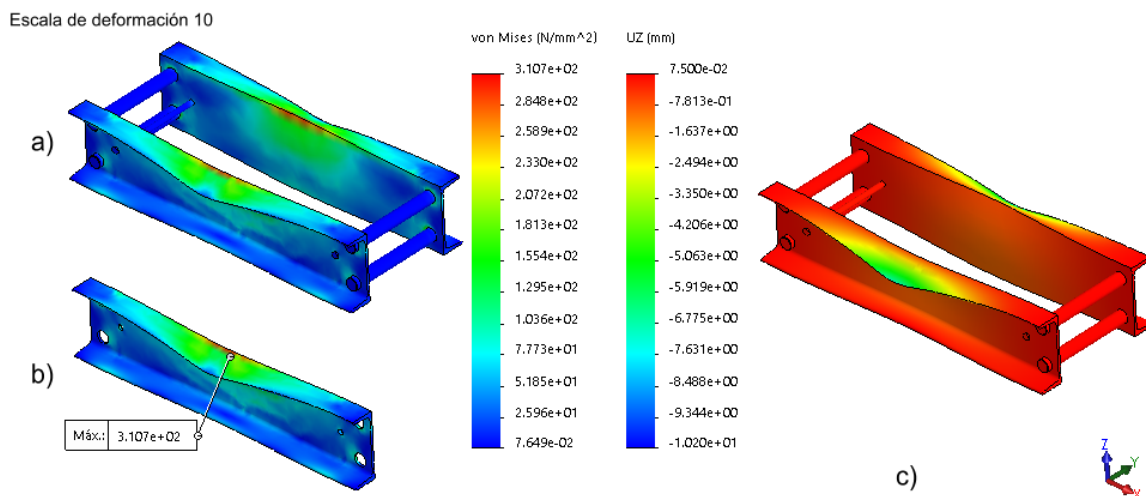 Escala de deformación 10
von Mises (N/mm^2)
3.107e+02
2.848e+02
2.589e+02
2.330e+02
2.072e+02
1.813e+02
1.554e+02
1.295e+02
1.036e+02
7.773e+01
5.185e+01
2.596e+01
7.649e-02
UZ (mm)
7.500e-02
-7.813e-01
-1.637e+00
-2.494e+00
-3.350e+00
-4.206e+00
-5.063e+00
-5.919e+00
-6.775e+00
-7.631e+00
-8.488e+00
-9.344e+00
-1.020e+01
a)
b)
Máx.: 3.107e+02
c)
Z
Y